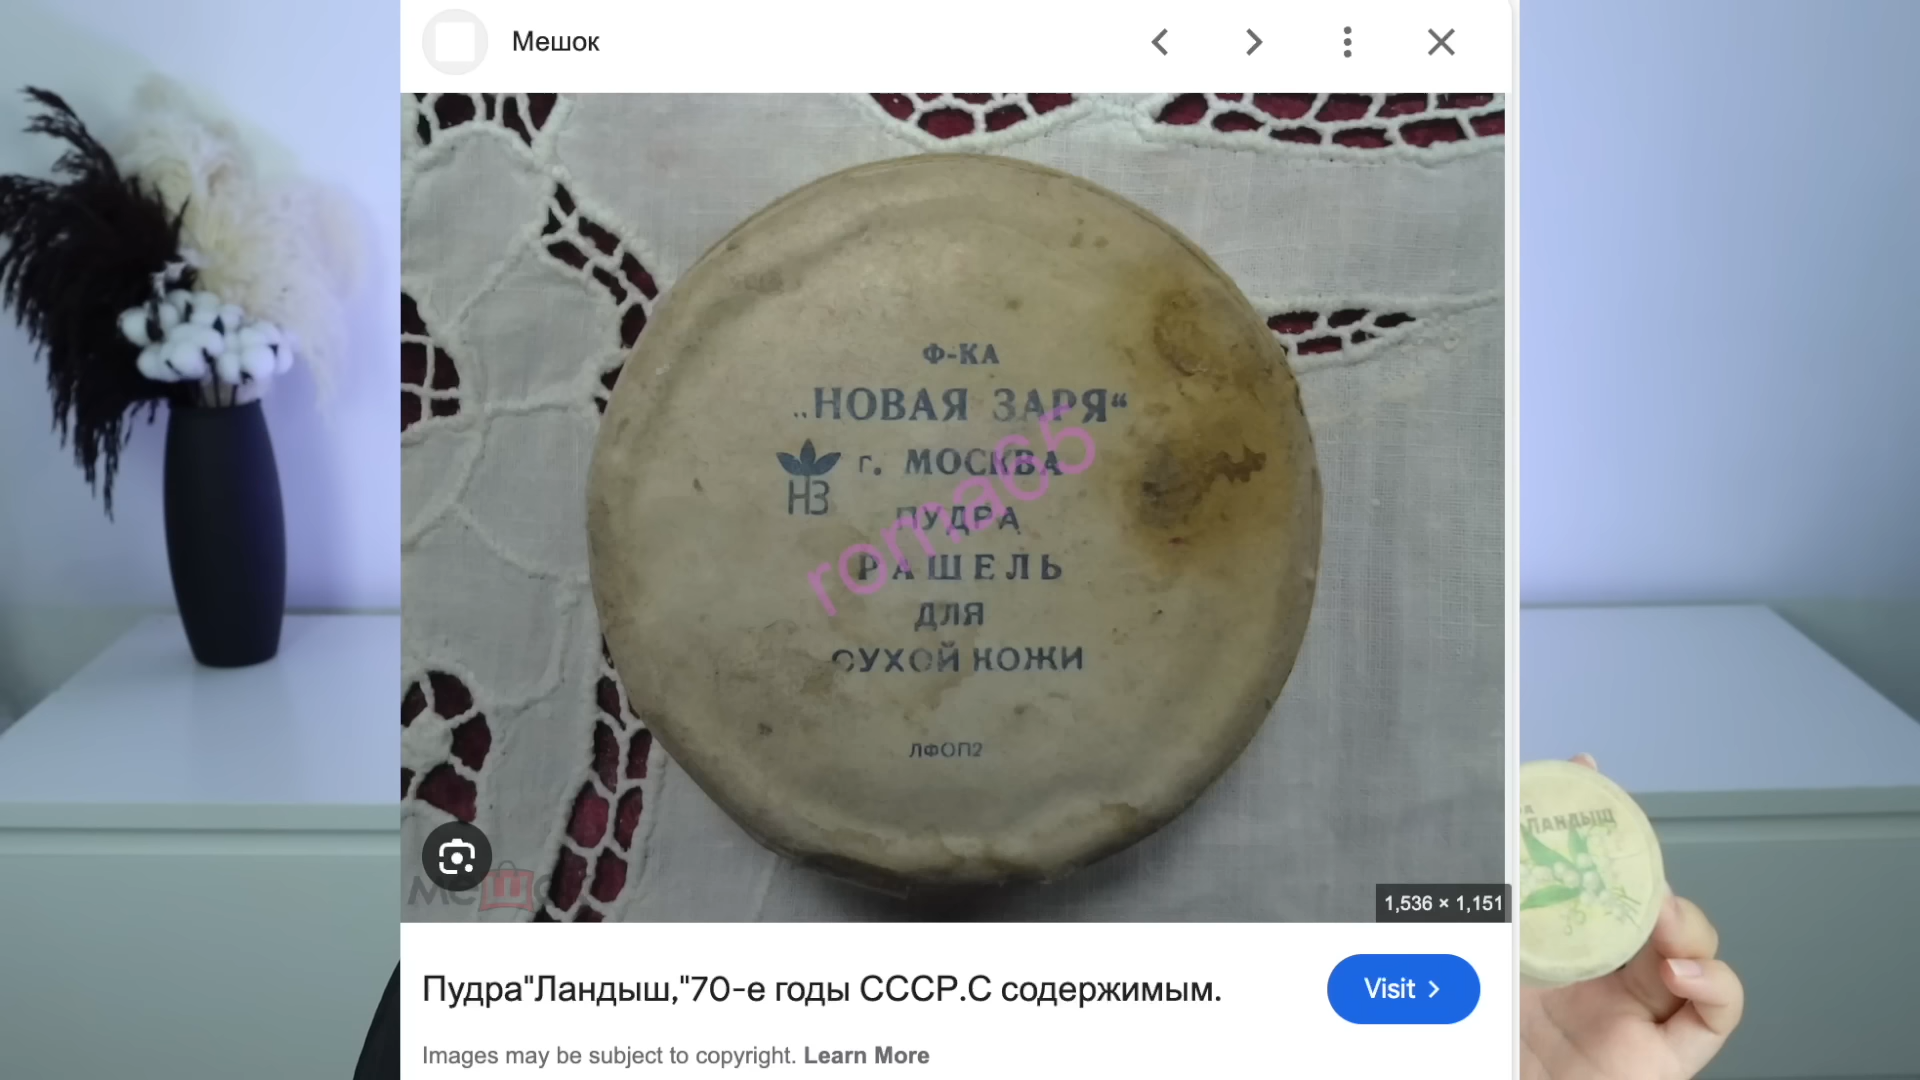 Мешок
Ф-КА
„НОВАЯ ЗАРЯ“
г. МОСКВА
НЗ
ПУДРА
РАШЕЛЬ
ДЛЯ
СУХОЙ КОЖИ
ЛФОП2
roma65
мешок
1,536 × 1,151
ЛАНДЫШ
Пудра"Ландыш,"70-е годы СССР.С содержимым.
Visit
Images may be subject to copyright. Learn More